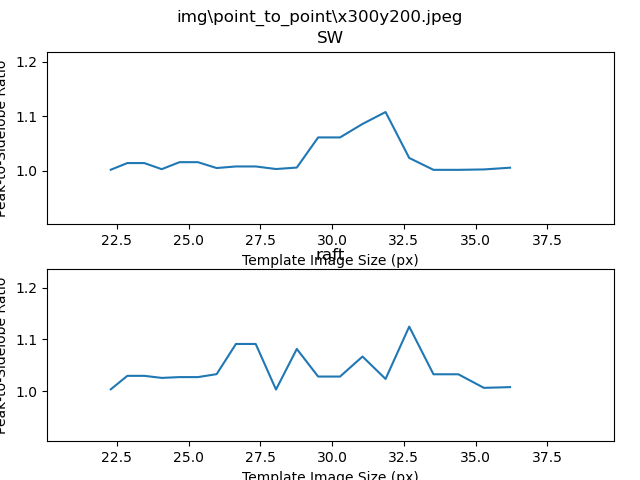 img\point_to_point\x300y200.jpeg
SW
1.2
1.1
1.0
Peak-to-Sidelobe Ratio
22.5 25.0 27.5 30.0 32.5 35.0 37.5
Template Image Size (px)
raft
1.2
1.1
1.0
Peak-to-Sidelobe Ratio
22.5 25.0 27.5 30.0 32.5 35.0 37.5
Template Image Size (px)